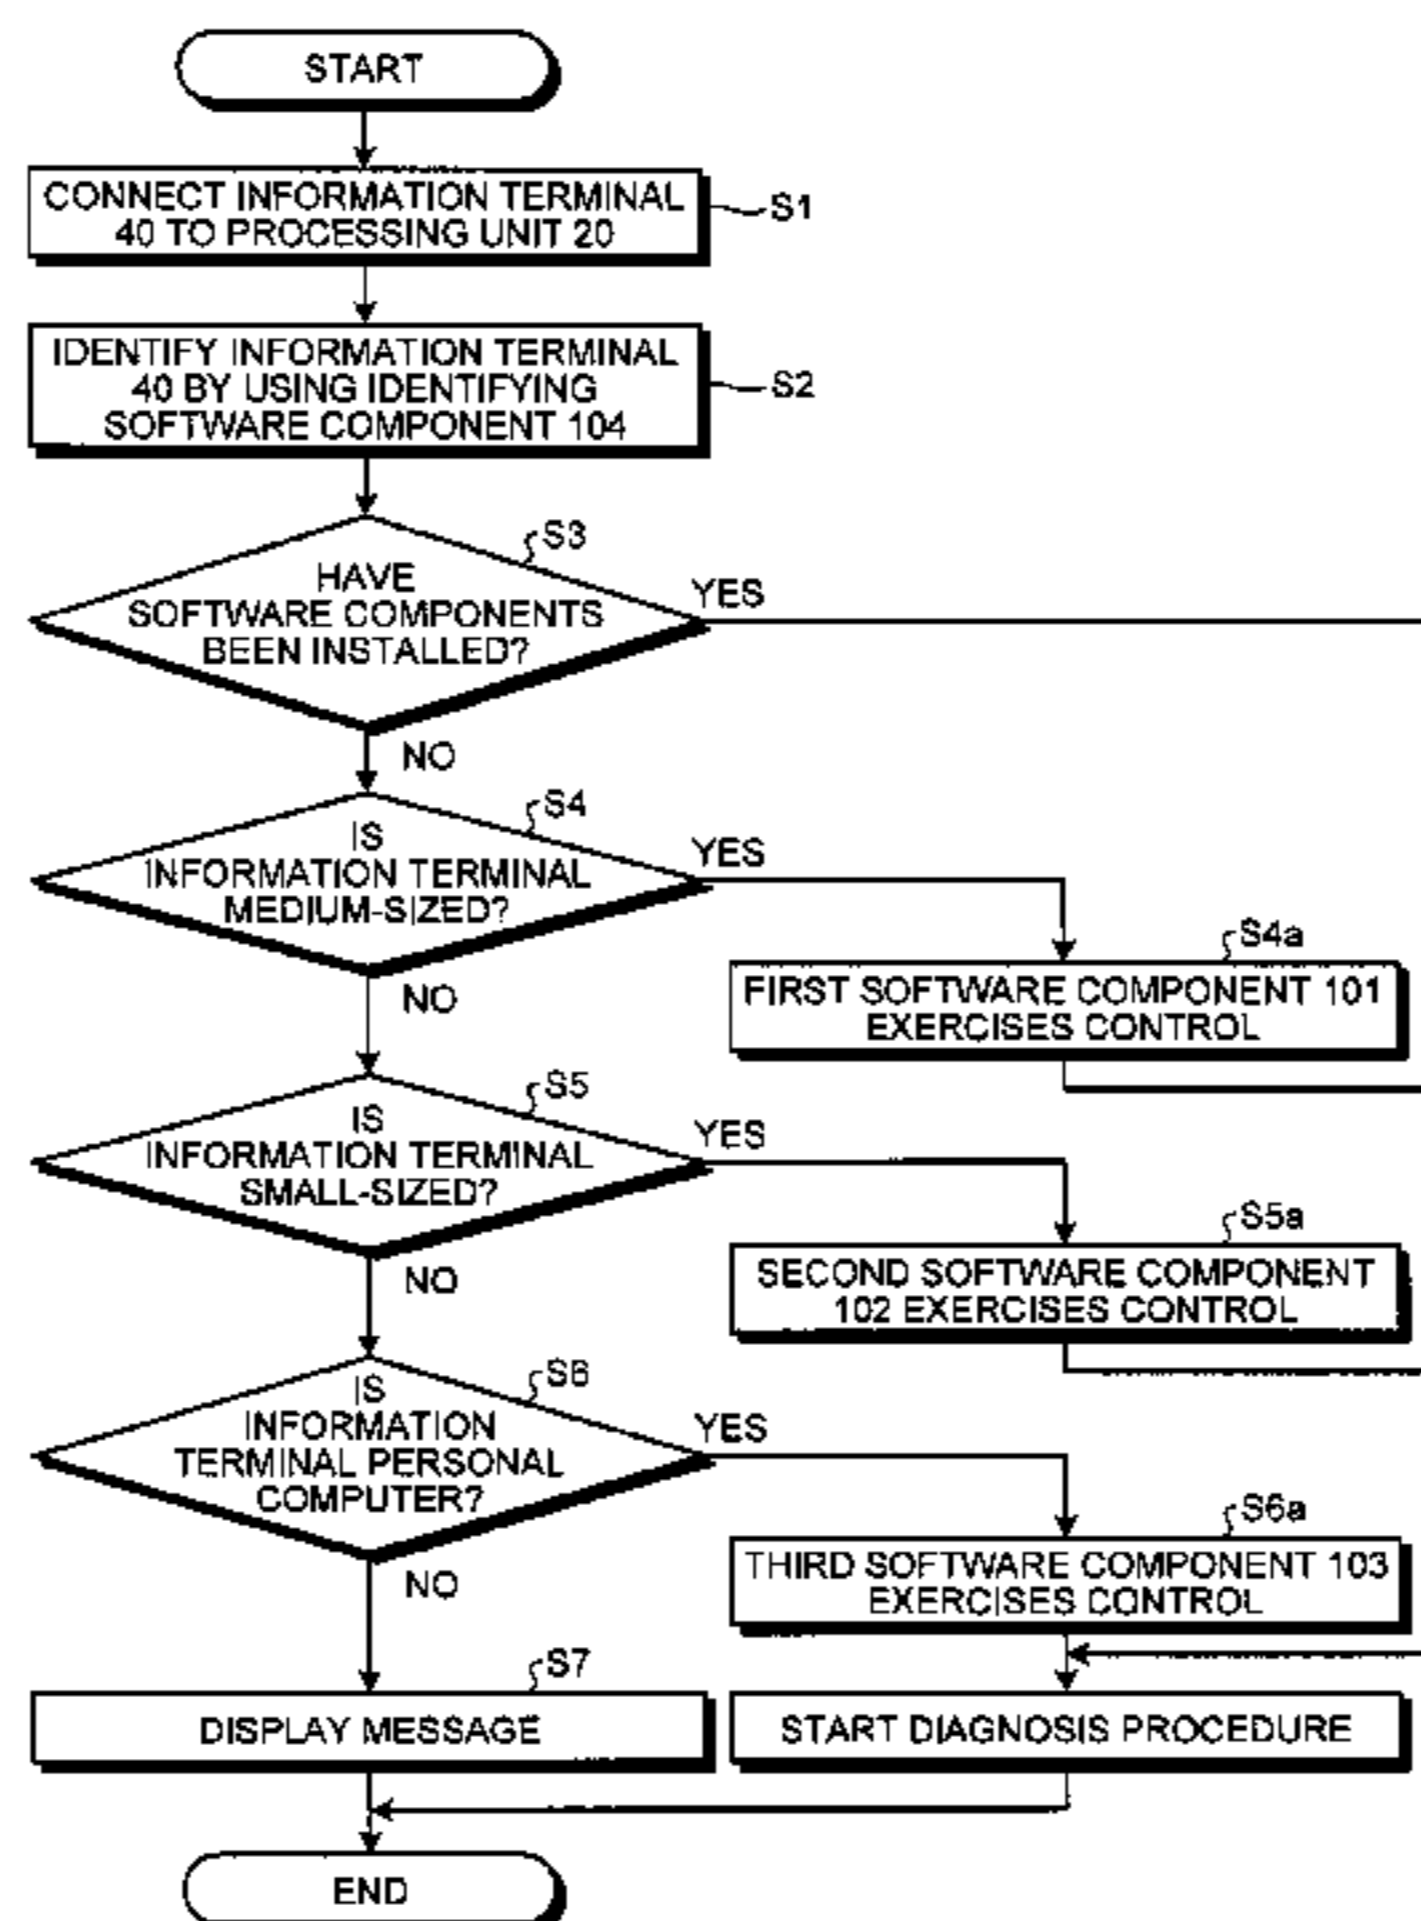 START
CONNECT INFORMATION TERMINAL
40 TO PROCESSING UNIT 20
S1
IDENTIFY INFORMATION TERMINAL
40 BY USING IDENTIFYING
SOFTWARE COMPONENT 104
S2
S3
HAVE
SOFTWARE COMPONENTS
BEEN INSTALLED?
YES
NO
S4
IS
INFORMATION TERMINAL
MEDIUM-SIZED?
YES
NO
S4a
FIRST SOFTWARE COMPONENT 101
EXERCISES CONTROL
S5
IS
INFORMATION TERMINAL
SMALL-SIZED?
YES
NO
S5a
SECOND SOFTWARE COMPONENT
102 EXERCISES CONTROL
S6
IS
INFORMATION
TERMINAL PERSONAL
COMPUTER?
YES
NO
S6a
THIRD SOFTWARE COMPONENT 103
EXERCISES CONTROL
S7
DISPLAY MESSAGE
START DIAGNOSIS PROCEDURE
END